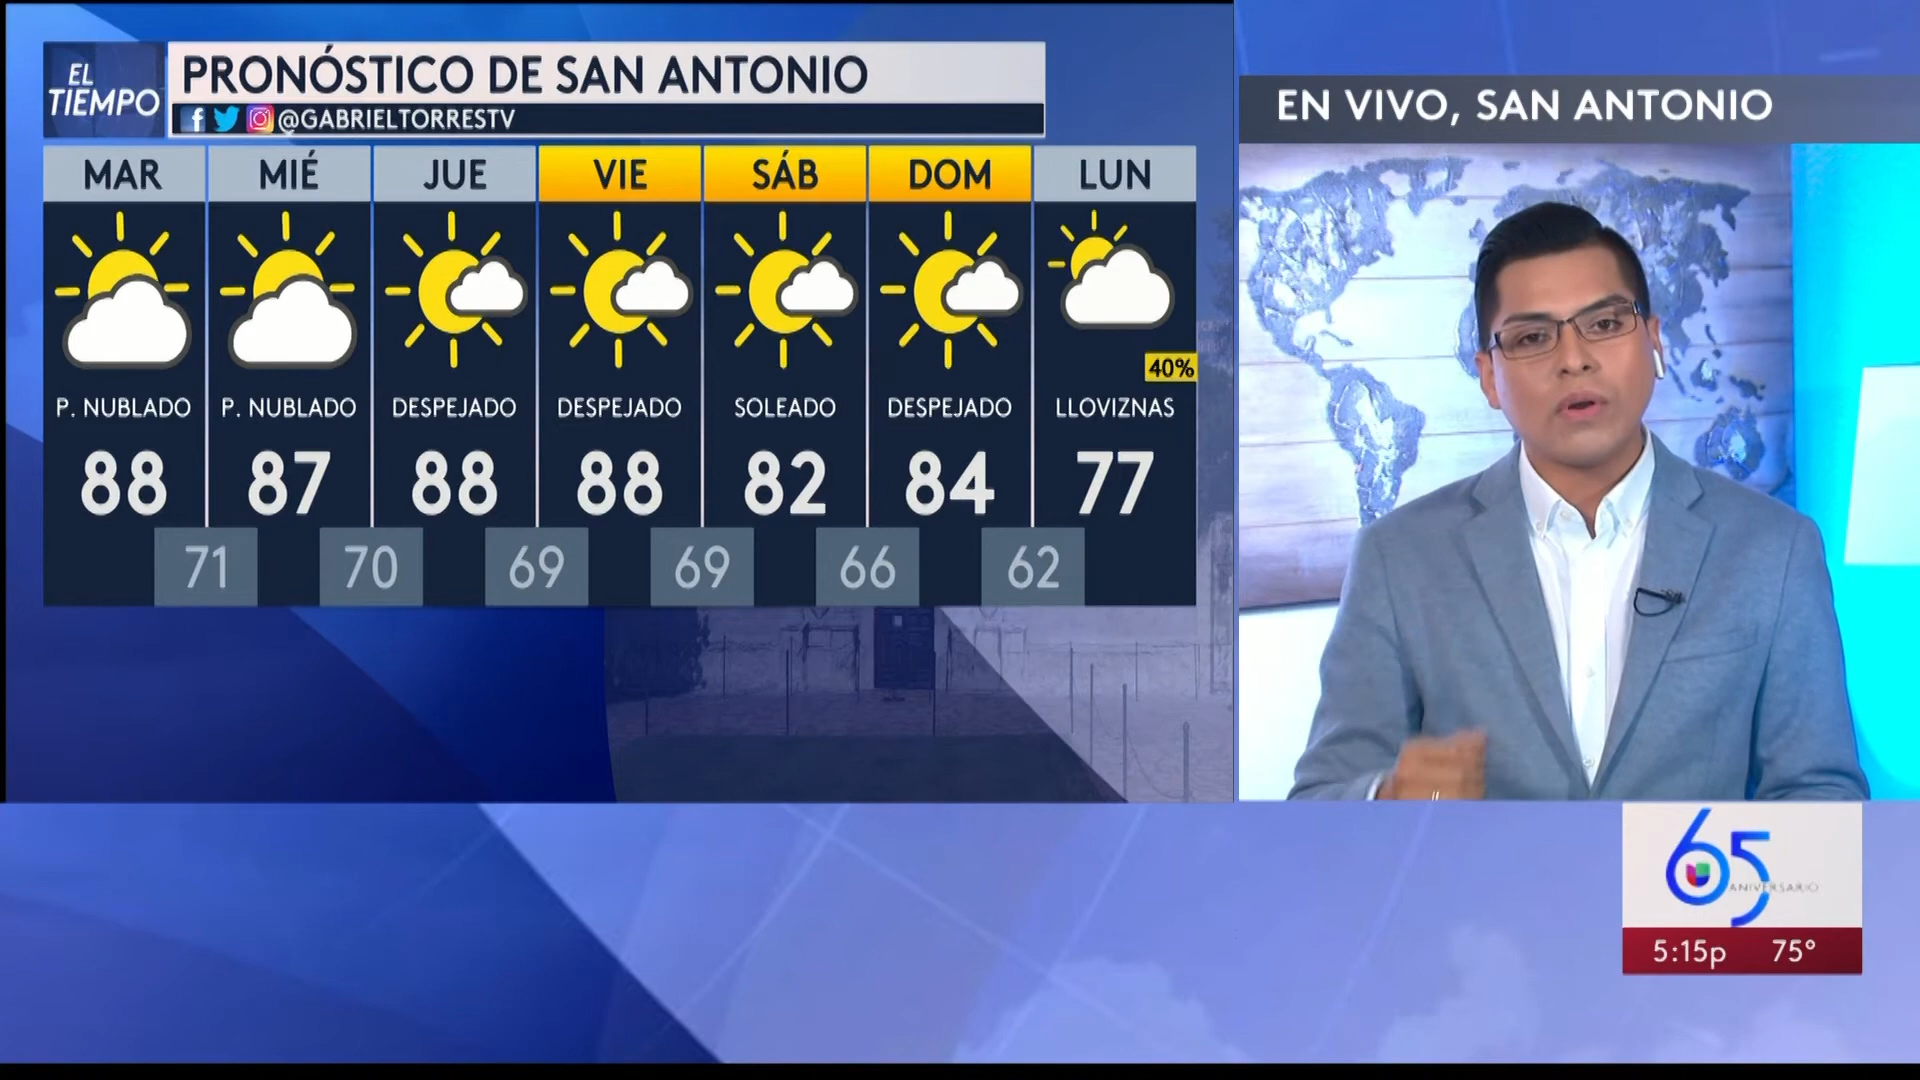 EL
TIEMPO
PRONÓSTICO DE SAN ANTONIO
@GABRIELTORRESTV
MAR MIÉ JUE VIE SÁB DOM LUN
40%
P. NUBLADO P. NUBLADO DESPEJADO DESPEJADO SOLEADO DESPEJADO LLOVIZNAS
88 87 88 88 82 84 77
71 70 69 69 66 62
EN VIVO, SAN ANTONIO
65
ANIVERSARIO
5:15p 75°